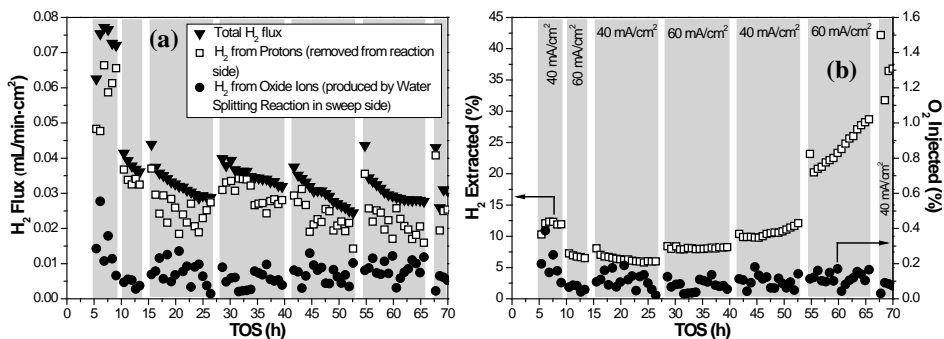 (a)
Total H2 flux
H2 from Protons (removed from reaction
side)
H2 from Oxide Ions (produced by Water
Splitting Reaction in sweep side)
H2 Flux (mL/min·cm2)
0.08
0.07
0.06
0.05
0.04
0.03
0.02
0.01
0.00
0 5 10 15 20 25 30 35 40 45 50 55 60 65 70
TOS (h)
(b)
40 mA/cm2
60 mA/cm2
40 mA/cm2
60 mA/cm2
40 mA/cm2
60 mA/cm2
40 mA/cm2
H2 Extracted (%)
45
40
35
30
25
20
15
10
5
0
O2 Injected (%)
1.6
1.4
1.2
1.0
0.8
0.6
0.4
0.2
0.0
0 5 10 15 20 25 30 35 40 45 50 55 60 65 70
TOS (h)